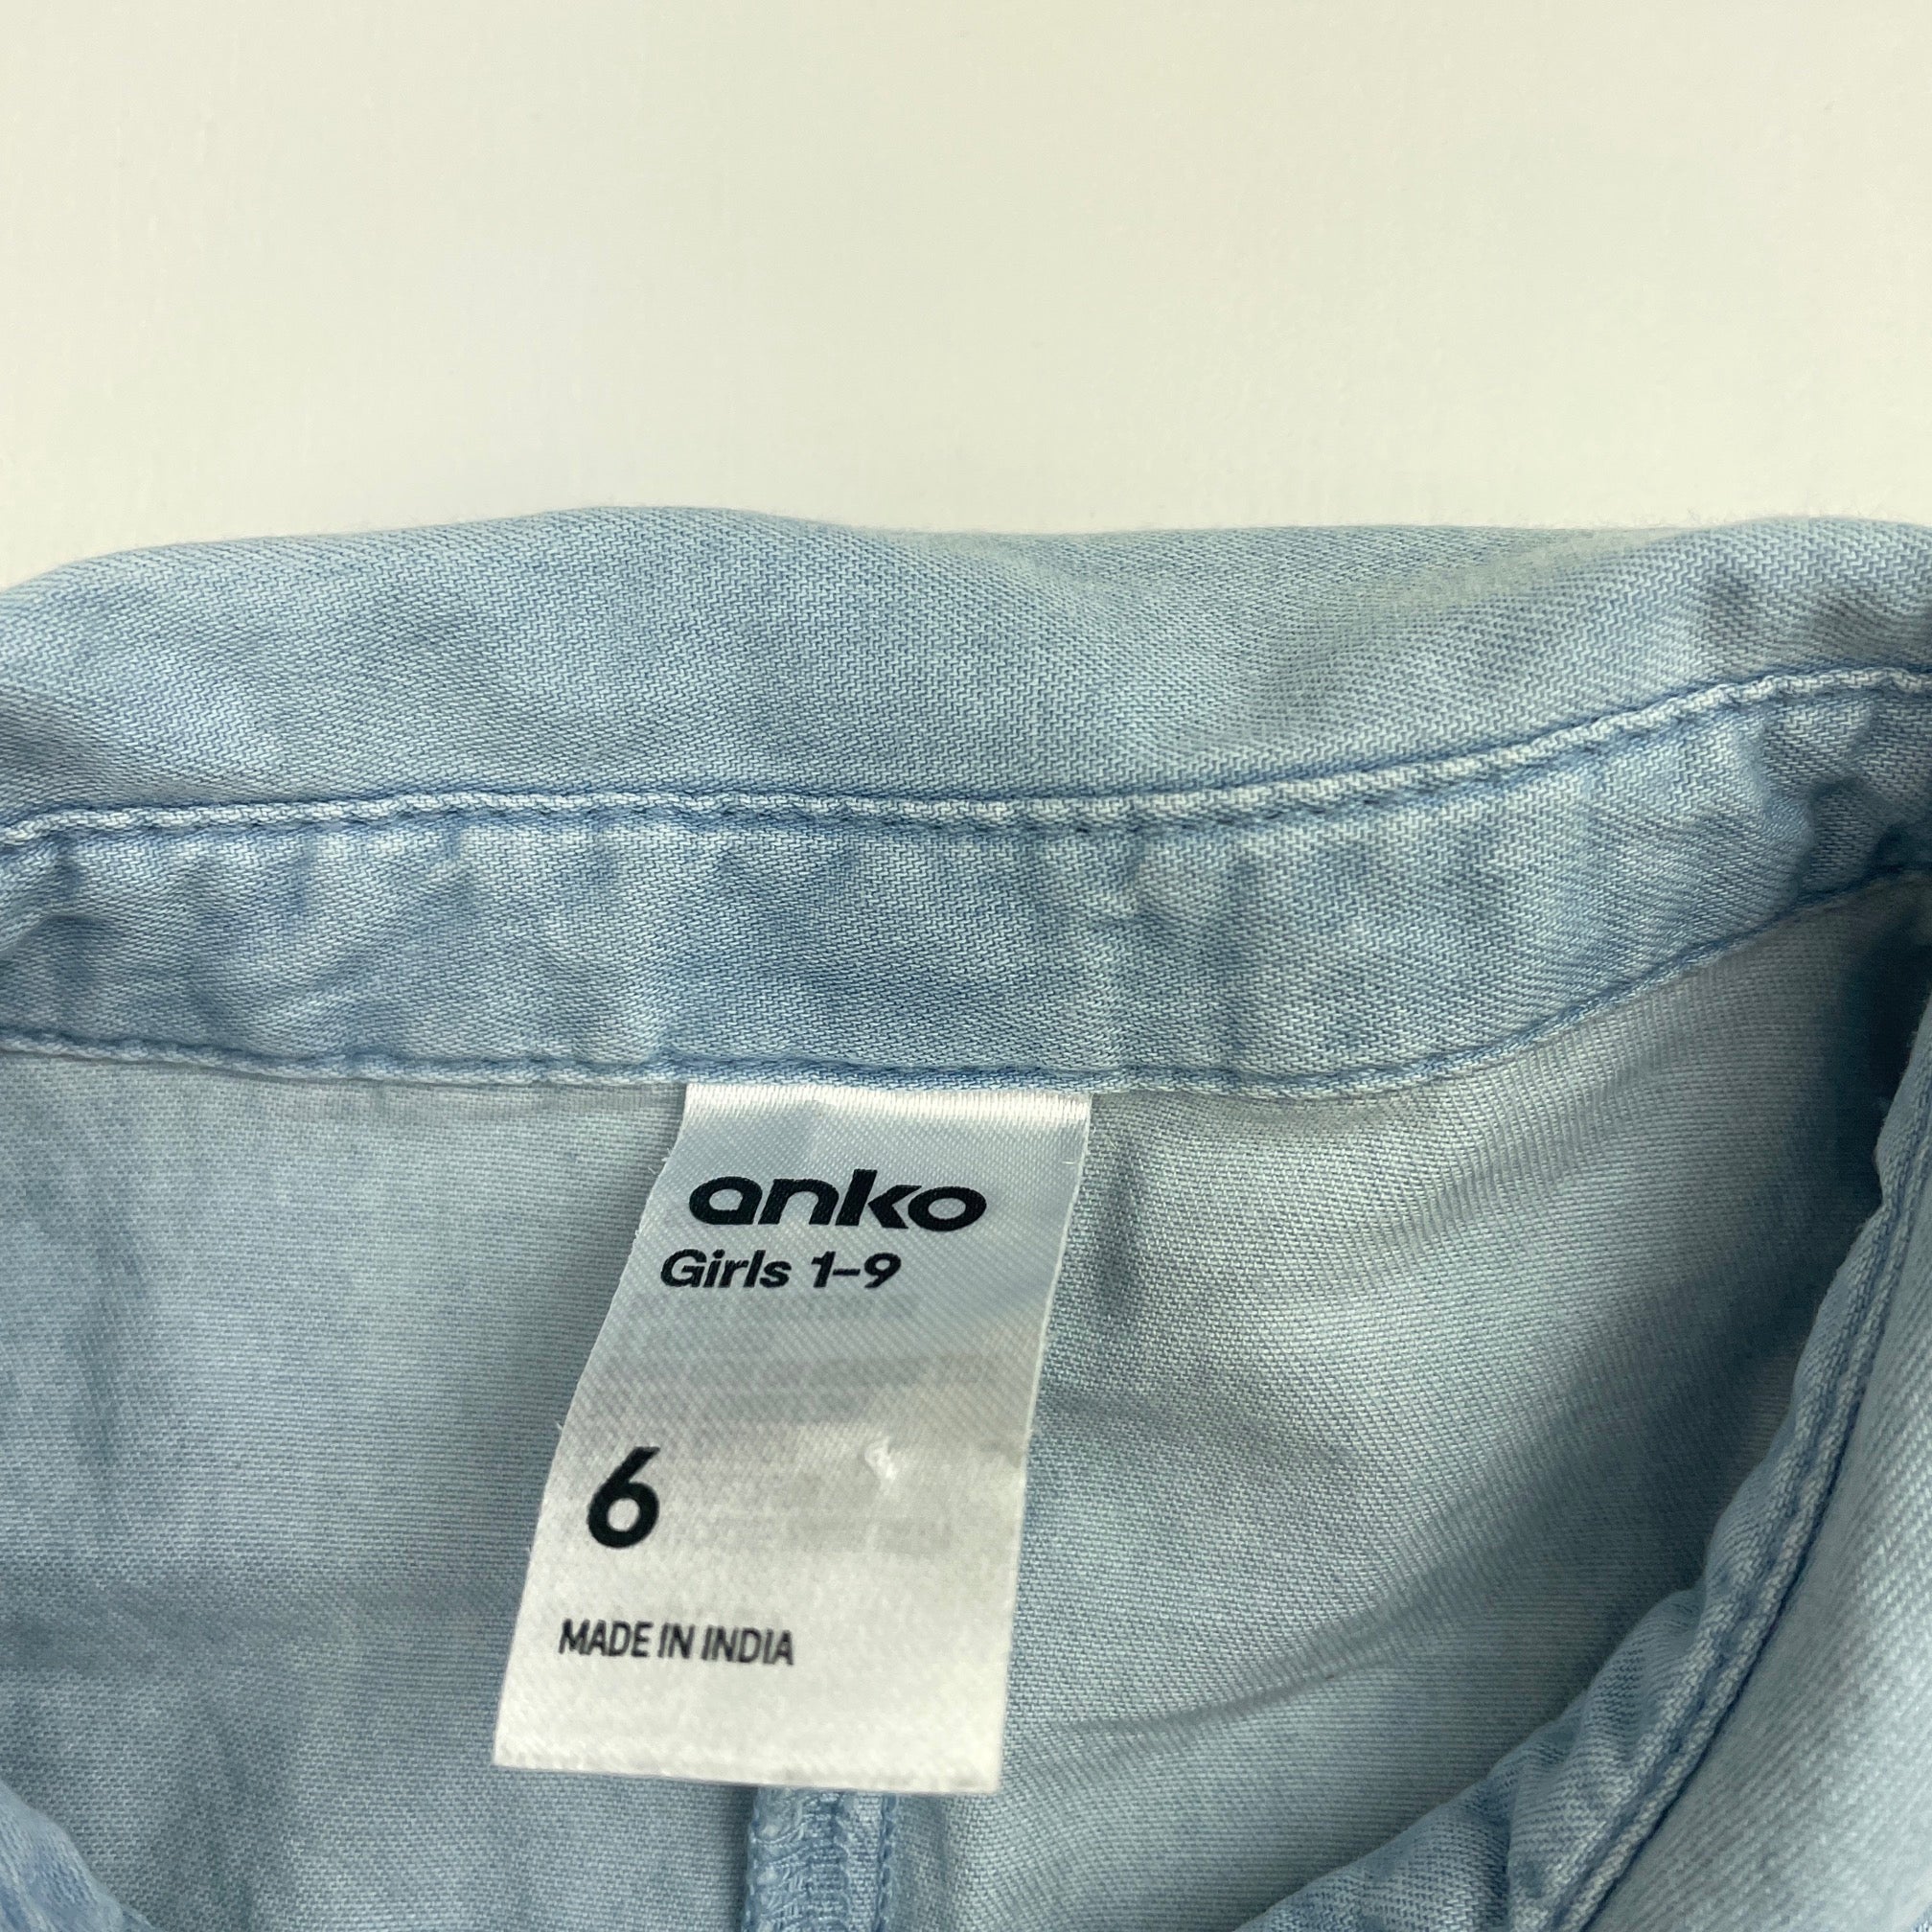 anko
Girls 1–9
6
MADE IN INDIA